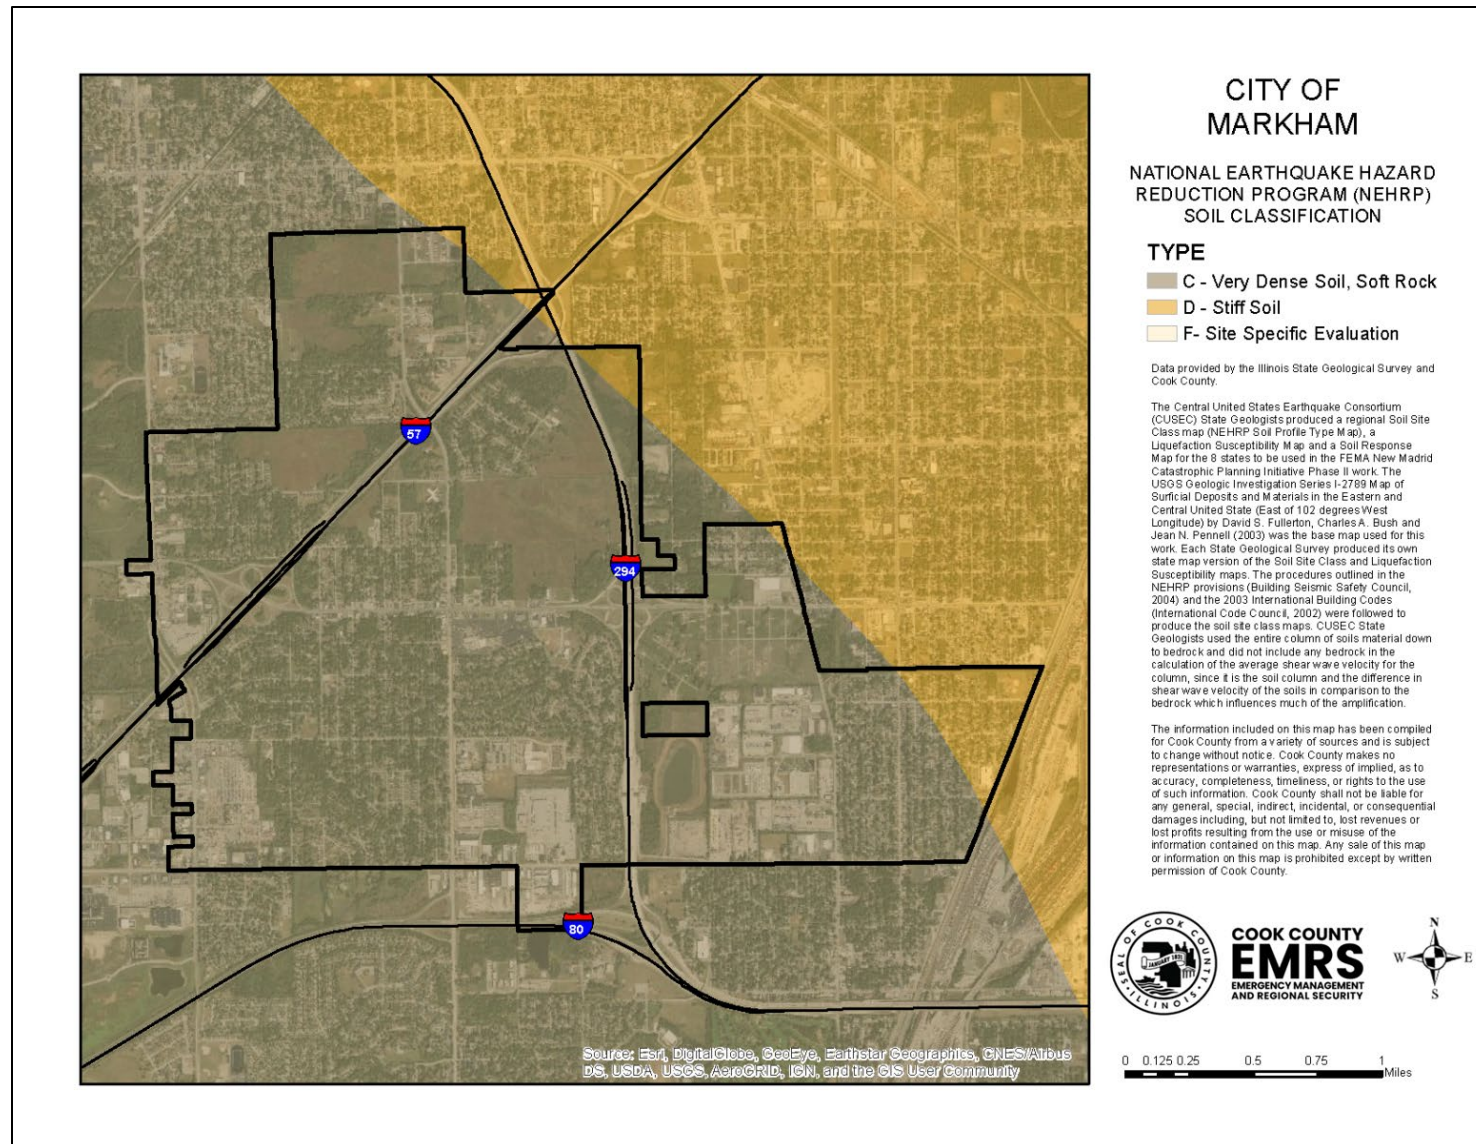 CITY OF
MARKHAM
NATIONAL EARTHQUAKE HAZARD
REDUCTION PROGRAM (NEHRP)
SOIL CLASSIFICATION
TYPE
C - Very Dense Soil, Soft Rock
D - Stiff Soil
F- Site Specific Evaluation
Data provided by the Illinois State Geological Survey and
Cook County.
The Central United States Earthquake Consortium
(CUSEC) State Geologists produced a regional Soil Site
Class map (NEHRP Soil Profile Type Map), a
Liquefaction Susceptibility Map and a Soil Response
Map for the 8 states to be used in the FEMA New Madrid
Catastrophic Planning Initiative Phase II work. The
USGS Geologic Investigation Series I-2789 Map of
Surficial Deposits and Materials in the Eastern and
Central United State (East of 102 degrees West
Longitude) by David S. Fullerton, Charles A. Bush and
Jean N. Pennell (2003) was the base map used for this
work. Each State Geological Survey produced its own
state map version of the Soil Site Class and Liquefaction
Susceptibility maps. The procedures outlined in the
NEHRP provisions (Building Seismic Safety Council,
2004) and the 2003 International Building Codes
(International Code Council, 2002) were followed to
produce the soil site class maps. CUSEC State
Geologists used the entire column of soils material down
to bedrock and did not include any bedrock in the
calculation of the average shear wave velocity for the
column, since it is the soil column and the difference in
shear wave velocity of the soils in comparison to the
bedrock which influences much of the amplification.
The information included on this map has been compiled
for Cook County from a variety of sources and is subject
to change without notice. Cook County makes no
representations or warranties, express of implied, as to
accuracy, completeness, timeliness, or rights to the use
of such information. Cook County shall not be liable for
any general, special, indirect, incidental, or consequential
damages including, but not limited to, lost revenues or
lost profits resulting from the use or misuse of the
information contained on this map. Any sale of this map
or information on this map is prohibited except by written
permission of Cook County.
57
294
80
Source: Esri, DigitalGlobe, GeoEye, Earthstar Geographics, CNES/Airbus
DS, USDA, USGS, AeroGRID, IGN, and the GIS User Community
SEAL OF COOK COUNTY, ILLINOIS
JANUARY 1831
COOK COUNTY
EMRS
EMERGENCY MANAGEMENT
AND REGIONAL SECURITY
N
W E
S
0 0.125 0.25 0.5 0.75 1
Miles